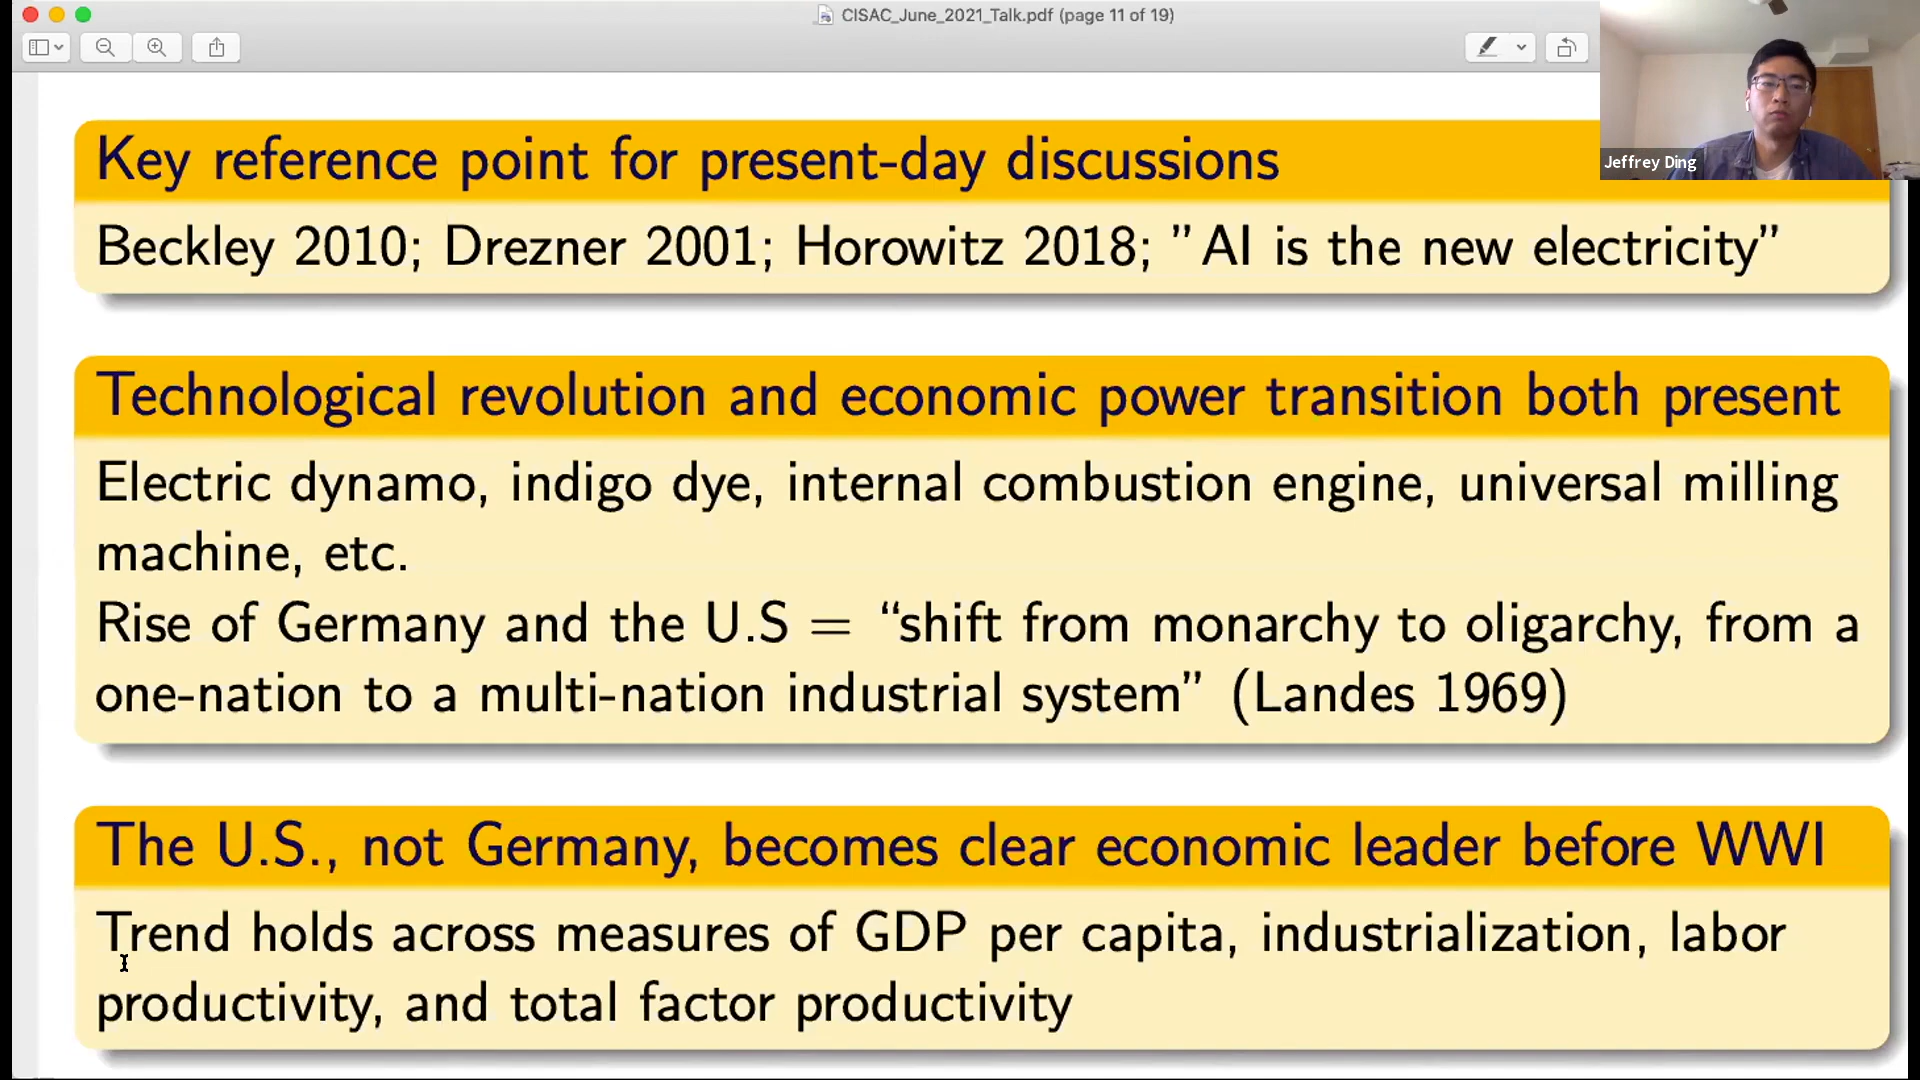 CISAC_June_2021_Talk.pdf (page 11 of 19)
Jeffrey Ding
Key reference point for present-day discussions
Beckley 2010; Drezner 2001; Horowitz 2018; ”AI is the new electricity”
Technological revolution and economic power transition both present
Electric dynamo, indigo dye, internal combustion engine, universal milling
machine, etc.
Rise of Germany and the U.S = “shift from monarchy to oligarchy, from a
one-nation to a multi-nation industrial system” (Landes 1969)
The U.S., not Germany, becomes clear economic leader before WWI
Trend holds across measures of GDP per capita, industrialization, labor
productivity, and total factor productivity